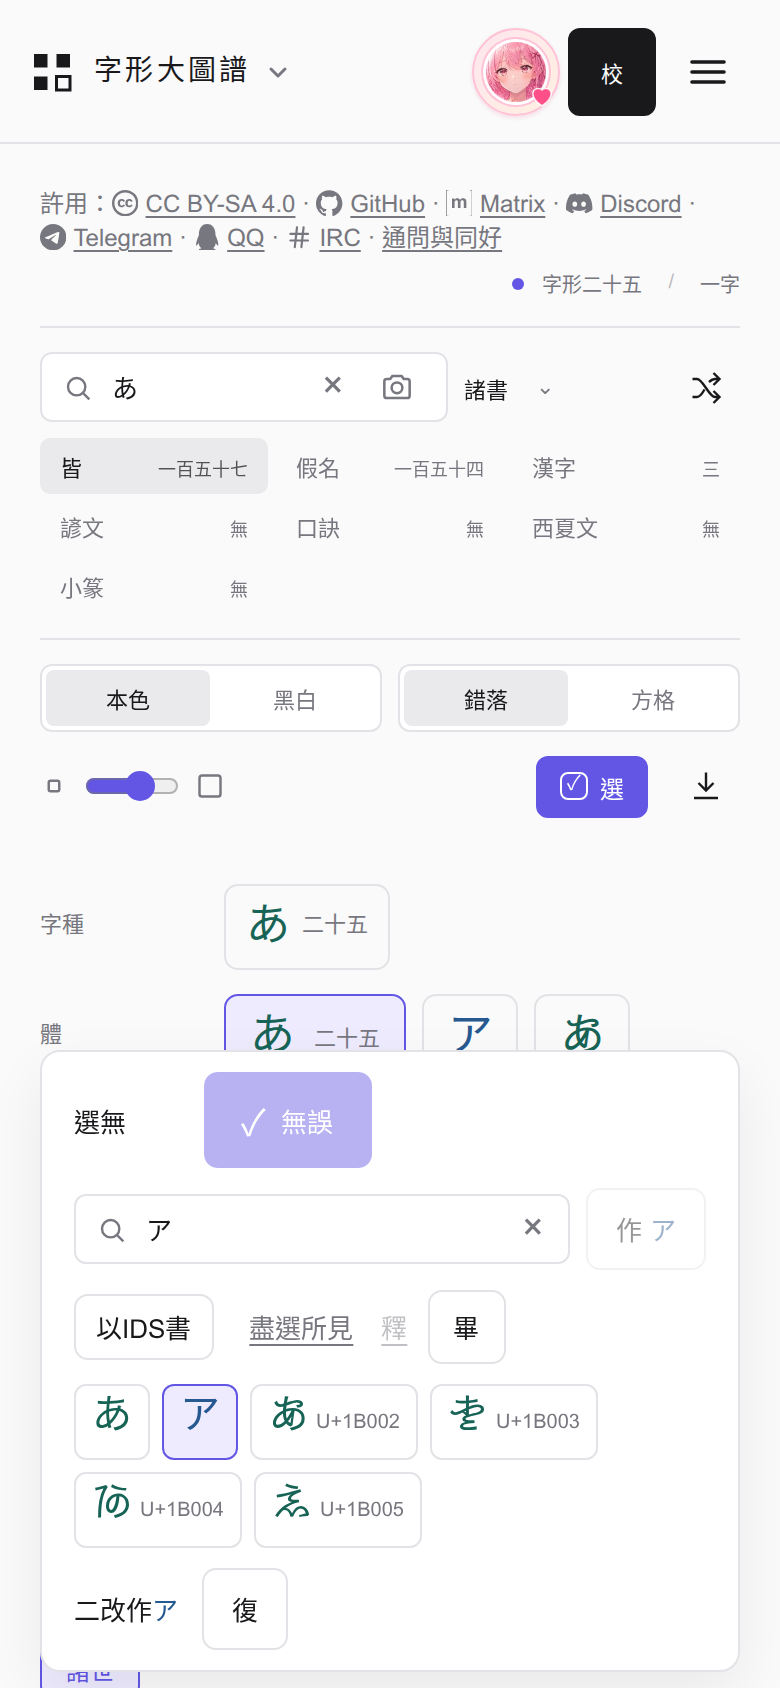 字形大圖譜
校
許用：CC BY-SA 4.0 · GitHub · m Matrix · Discord ·
Telegram · QQ · # IRC · 通問與同好
字形二十五 / 一字
あ
諸書
皆 一百五十七 假名 一百五十四 漢字 三
諺文 無 口訣 無 西夏文 無
小篆 無
本色 黑白 錯落 方格
選
字種 あ 二十五
體 あ 二十五 ア
選無 ✓ 無誤
ア 作 ア
以IDS書 盡選所見 釋 畢
あ ア 𛀂 U+1B002 𛀃 U+1B003
𛀄 U+1B004 𛀅 U+1B005
二改作ア 復